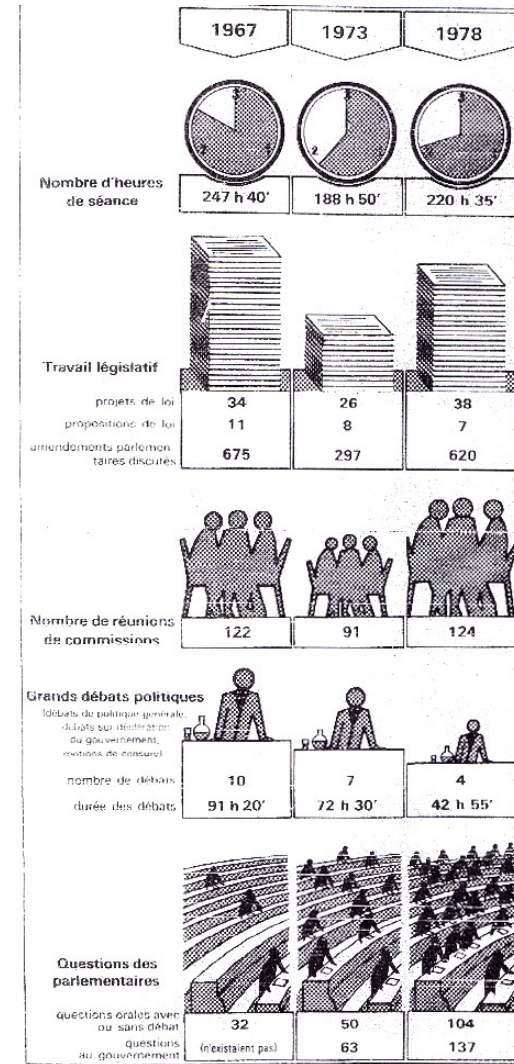 1967 1973 1978
Nombre d'heures
de séance
247 h 40' 188 h 50' 220 h 35'
Travail législatif
projets de loi 34 26 38
propositions de loi 11 8 7
amendements parlemen
taires discutés 675 297 620
Nombre de réunions
de commissions 122 91 124
Grands débats politiques
(débats de politique générale,
débats sur déclaration
du gouvernement,
motions de censure)
nombre de débats 10 7 4
durée des débats 91 h 20' 72 h 30' 42 h 55'
Questions des
parlementaires
questions orales avec
ou sans débat 32 50 104
questions
au gouvernement (n'existaient pas) 63 137